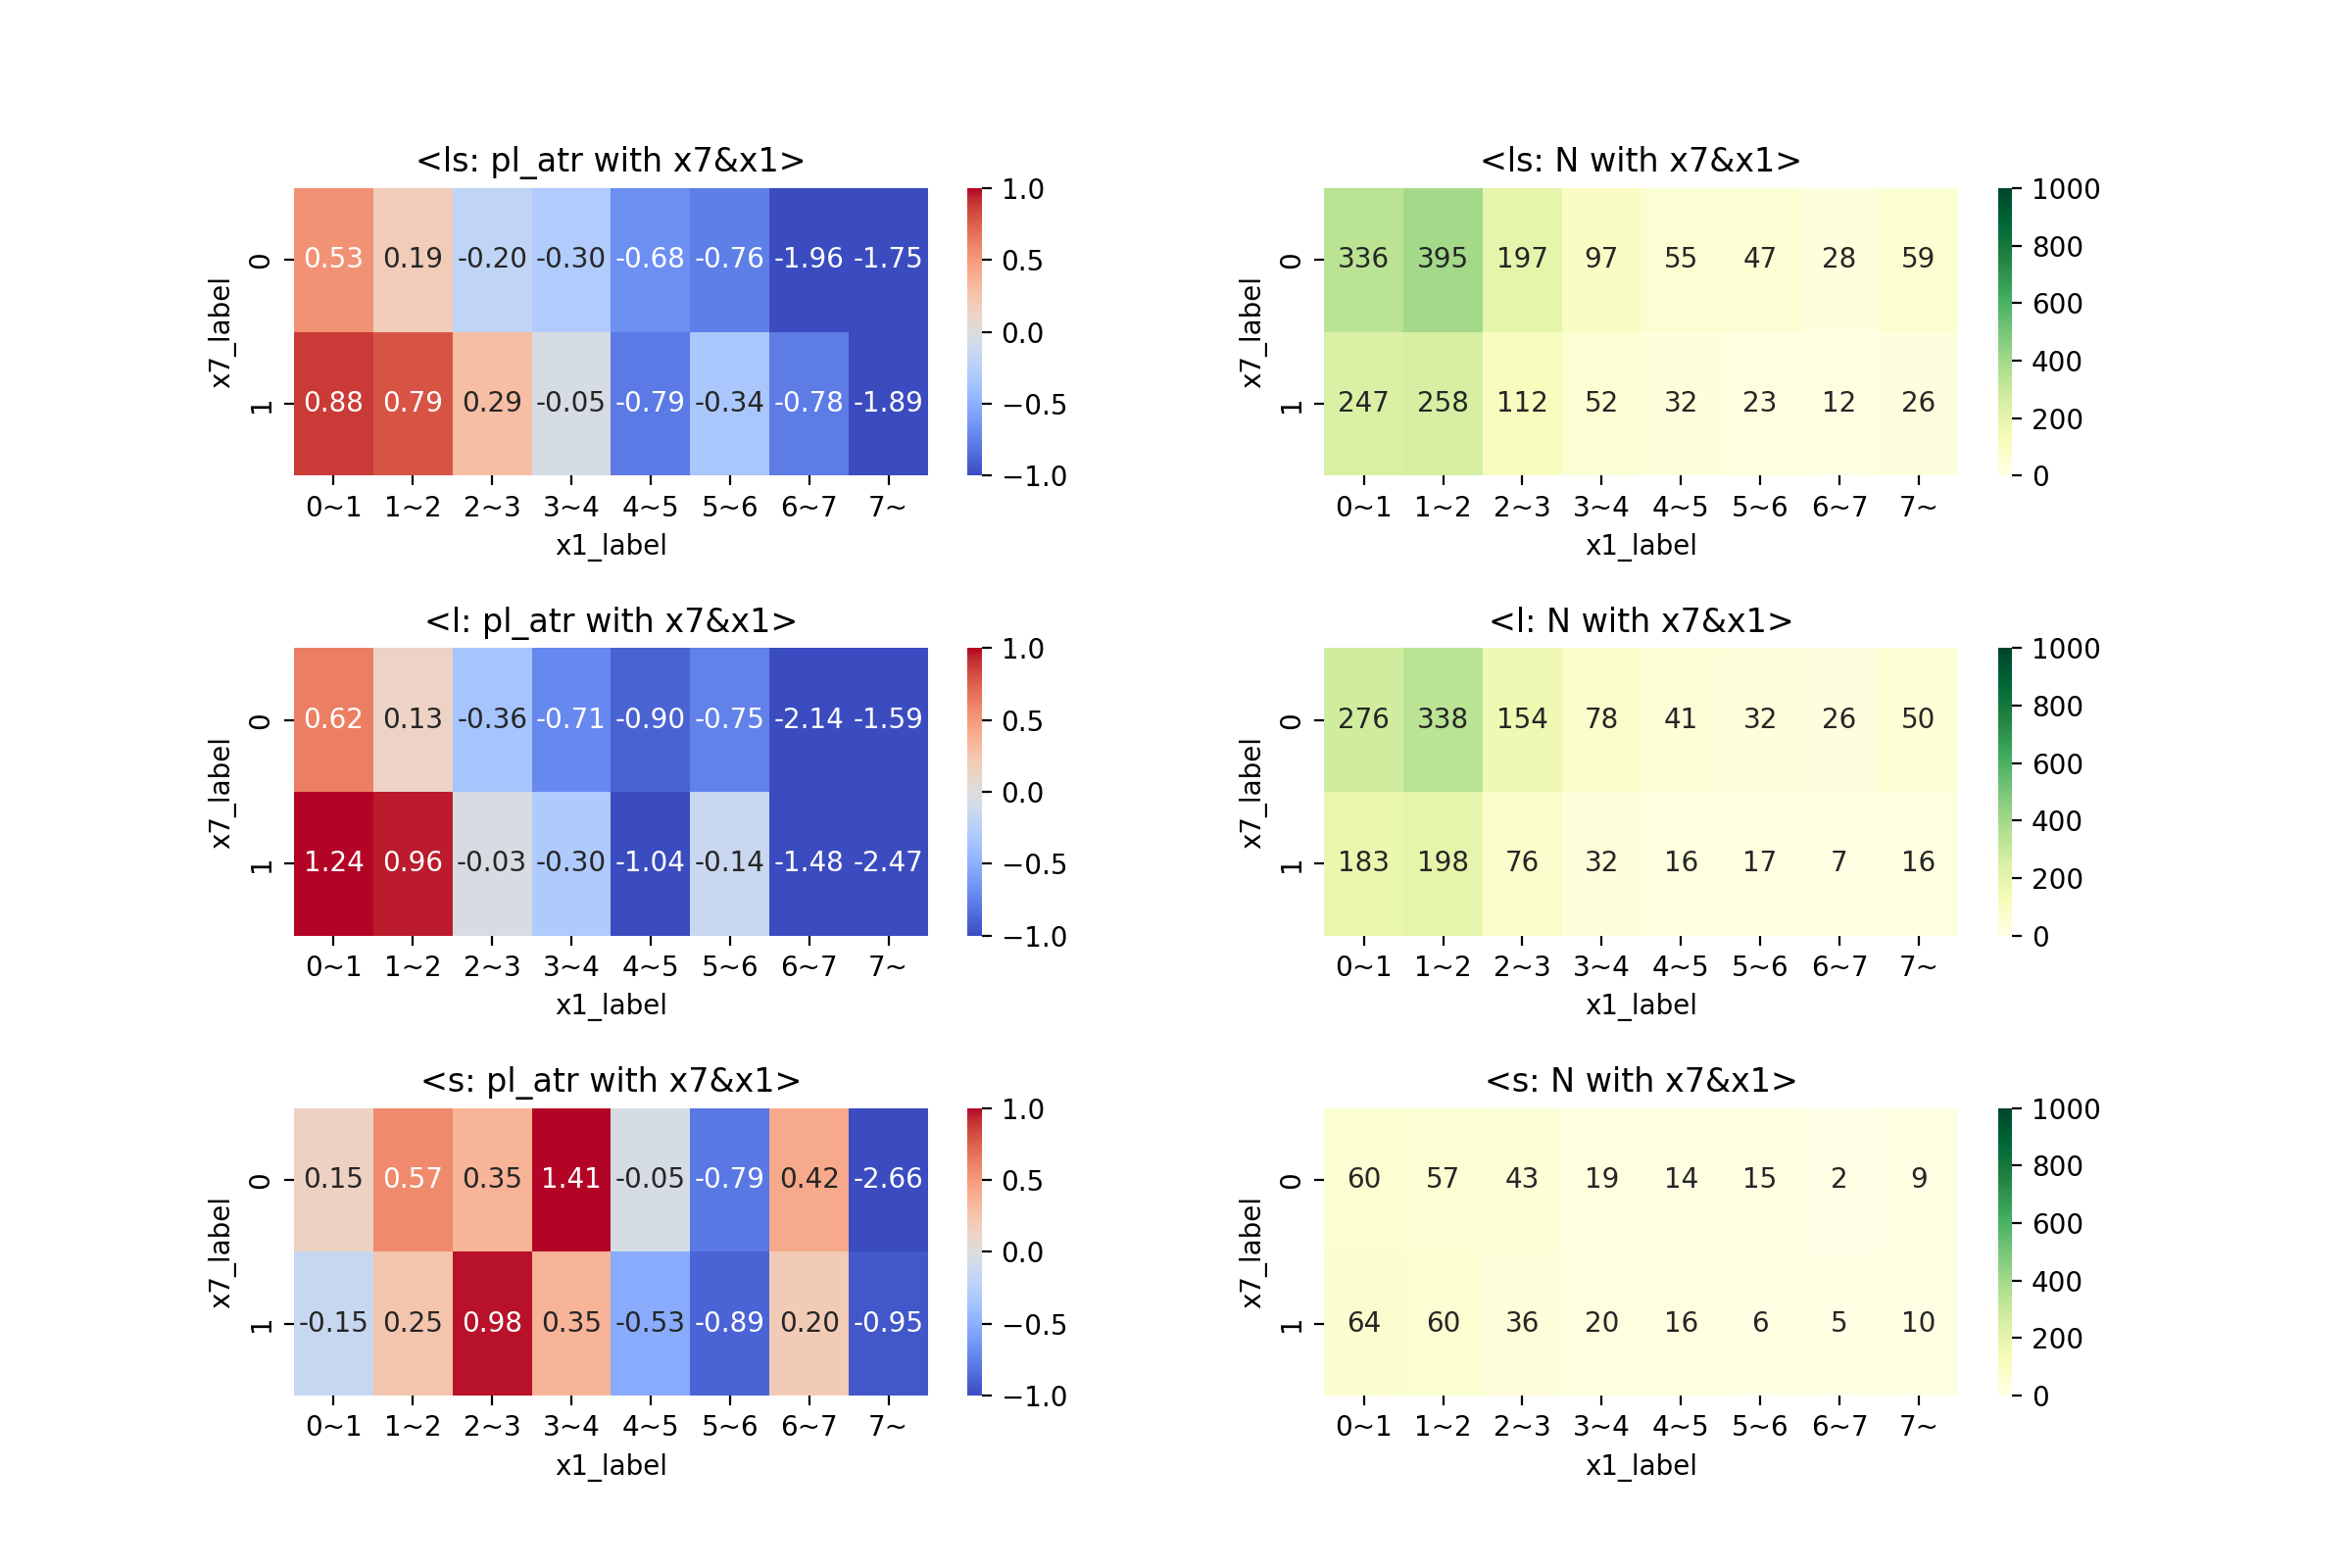 <ls: pl_atr with x7&x1>
0.53 0.19 -0.20 -0.30 -0.68 -0.76 -1.96 -1.75
0.88 0.79 0.29 -0.05 -0.79 -0.34 -0.78 -1.89
0
1
x7_label
0~1 1~2 2~3 3~4 4~5 5~6 6~7 7~
x1_label
1.0
0.5
0.0
−0.5
−1.0
<ls: N with x7&x1>
336 395 197 97 55 47 28 59
247 258 112 52 32 23 12 26
0
1
x7_label
0~1 1~2 2~3 3~4 4~5 5~6 6~7 7~
x1_label
1000
800
600
400
200
0
<l: pl_atr with x7&x1>
0.62 0.13 -0.36 -0.71 -0.90 -0.75 -2.14 -1.59
1.24 0.96 -0.03 -0.30 -1.04 -0.14 -1.48 -2.47
0
1
x7_label
0~1 1~2 2~3 3~4 4~5 5~6 6~7 7~
x1_label
1.0
0.5
0.0
−0.5
−1.0
<l: N with x7&x1>
276 338 154 78 41 32 26 50
183 198 76 32 16 17 7 16
0
1
x7_label
0~1 1~2 2~3 3~4 4~5 5~6 6~7 7~
x1_label
1000
800
600
400
200
0
<s: pl_atr with x7&x1>
0.15 0.57 0.35 1.41 -0.05 -0.79 0.42 -2.66
-0.15 0.25 0.98 0.35 -0.53 -0.89 0.20 -0.95
0
1
x7_label
0~1 1~2 2~3 3~4 4~5 5~6 6~7 7~
x1_label
1.0
0.5
0.0
−0.5
−1.0
<s: N with x7&x1>
60 57 43 19 14 15 2 9
64 60 36 20 16 6 5 10
0
1
x7_label
0~1 1~2 2~3 3~4 4~5 5~6 6~7 7~
x1_label
1000
800
600
400
200
0